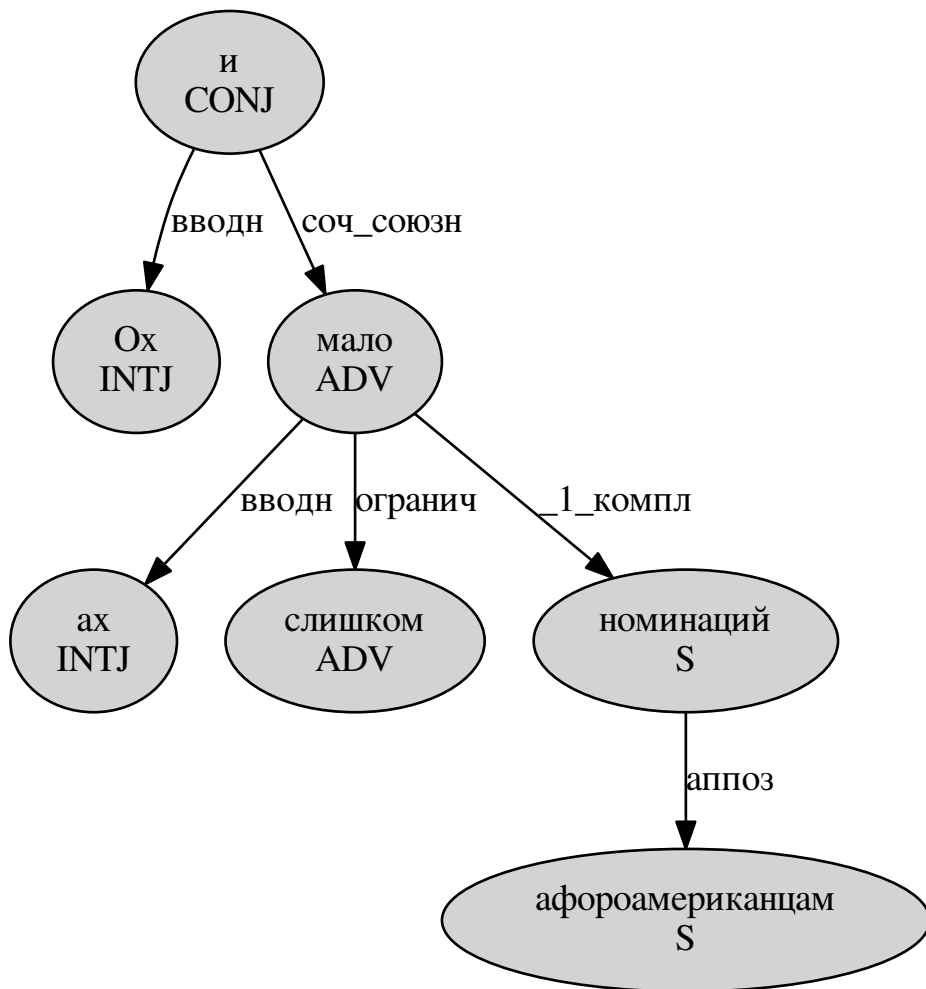 и
CONJ
вводн
соч_союзн
Ох
INTJ
мало
ADV
вводн
огранич
_1_компл
ах
INTJ
слишком
ADV
номинаций
S
аппоз
афороамериканцам
S